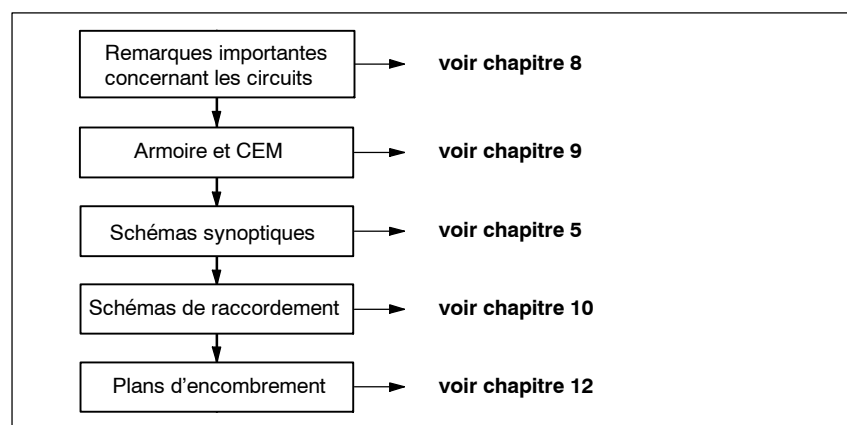 Remarques importantes
concernant les circuits
voir chapitre 8
Armoire et CEM
voir chapitre 9
Schémas synoptiques
voir chapitre 5
Schémas de raccordement
voir chapitre 10
Plans d’encombrement
voir chapitre 12